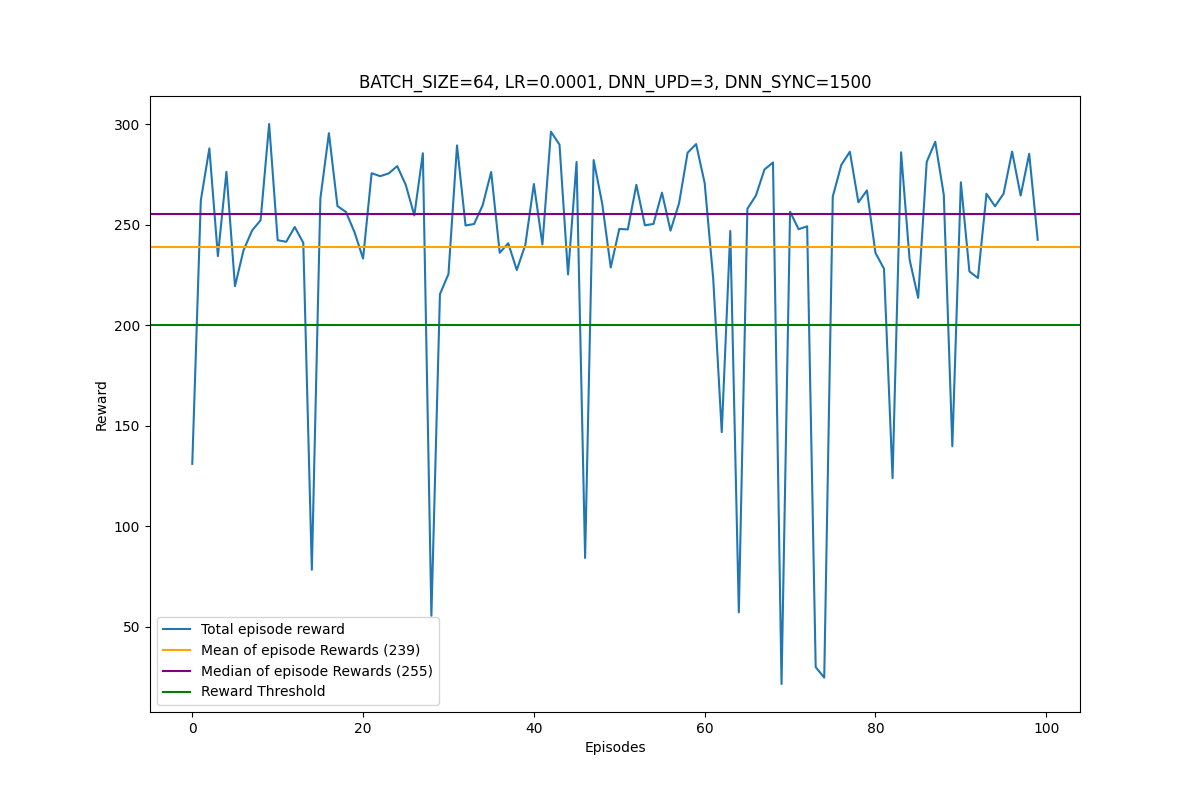 BATCH_SIZE=64, LR=0.0001, DNN_UPD=3, DNN_SYNC=1500
300
250
200
150
100
50
Reward
Total episode reward
Mean of episode Rewards (239)
Median of episode Rewards (255)
Reward Threshold
0 20 40 60 80 100
Episodes